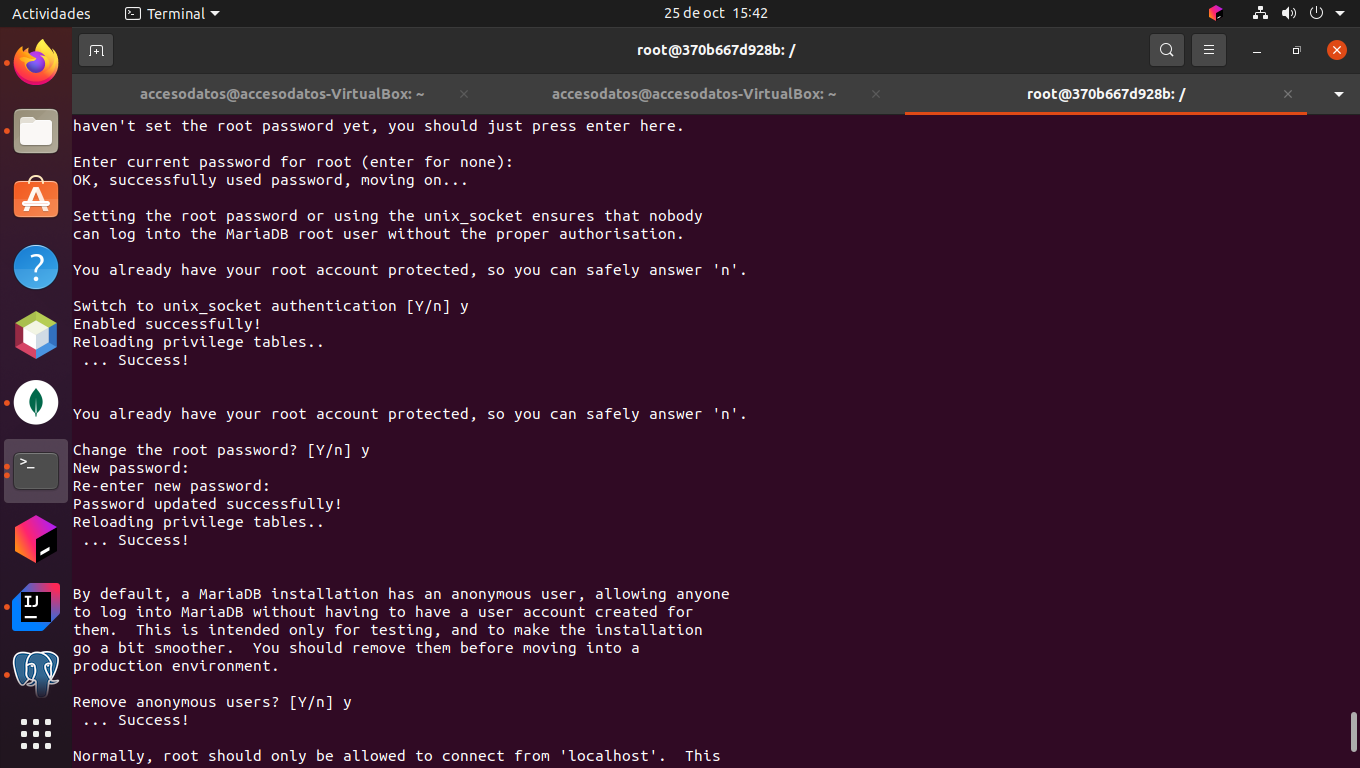 Actividades
Terminal
25 de oct 15:42
root@370b667d928b: /
accesodatos@accesodatos-VirtualBox: ~
accesodatos@accesodatos-VirtualBox: ~
root@370b667d928b: /
haven't set the root password yet, you should just press enter here.
Enter current password for root (enter for none):
OK, successfully used password, moving on...
Setting the root password or using the unix_socket ensures that nobody
can log into the MariaDB root user without the proper authorisation.
You already have your root account protected, so you can safely answer 'n'.
Switch to unix_socket authentication [Y/n] y
Enabled successfully!
Reloading privilege tables..
... Success!
You already have your root account protected, so you can safely answer 'n'.
Change the root password? [Y/n] y
New password:
Re-enter new password:
Password updated successfully!
Reloading privilege tables..
... Success!
By default, a MariaDB installation has an anonymous user, allowing anyone
to log into MariaDB without having to have a user account created for
them.  This is intended only for testing, and to make the installation
go a bit smoother.  You should remove them before moving into a
production environment.
Remove anonymous users? [Y/n] y
... Success!
Normally, root should only be allowed to connect from 'localhost'.  This
IJ